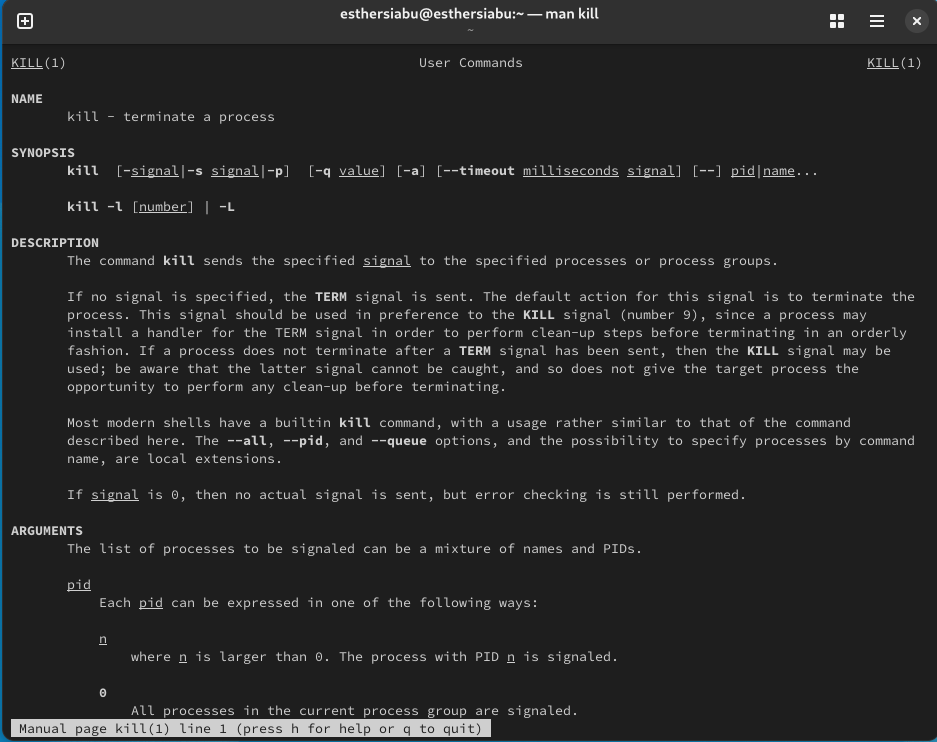 esthersiabu@esthersiabu:~ — man kill
~
KILL(1) User Commands KILL(1)
NAME
kill - terminate a process
SYNOPSIS
kill [-signal|-s signal|-p] [-q value] [-a] [--timeout milliseconds signal] [--] pid|name...
kill -l [number] | -L
DESCRIPTION
The command kill sends the specified signal to the specified processes or process groups.
If no signal is specified, the TERM signal is sent. The default action for this signal is to terminate the
process. This signal should be used in preference to the KILL signal (number 9), since a process may
install a handler for the TERM signal in order to perform clean-up steps before terminating in an orderly
fashion. If a process does not terminate after a TERM signal has been sent, then the KILL signal may be
used; be aware that the latter signal cannot be caught, and so does not give the target process the
opportunity to perform any clean-up before terminating.
Most modern shells have a builtin kill command, with a usage rather similar to that of the command
described here. The --all, --pid, and --queue options, and the possibility to specify processes by command
name, are local extensions.
If signal is 0, then no actual signal is sent, but error checking is still performed.
ARGUMENTS
The list of processes to be signaled can be a mixture of names and PIDs.
pid
Each pid can be expressed in one of the following ways:
n
where n is larger than 0. The process with PID n is signaled.
0
All processes in the current process group are signaled.
Manual page kill(1) line 1 (press h for help or q to quit)